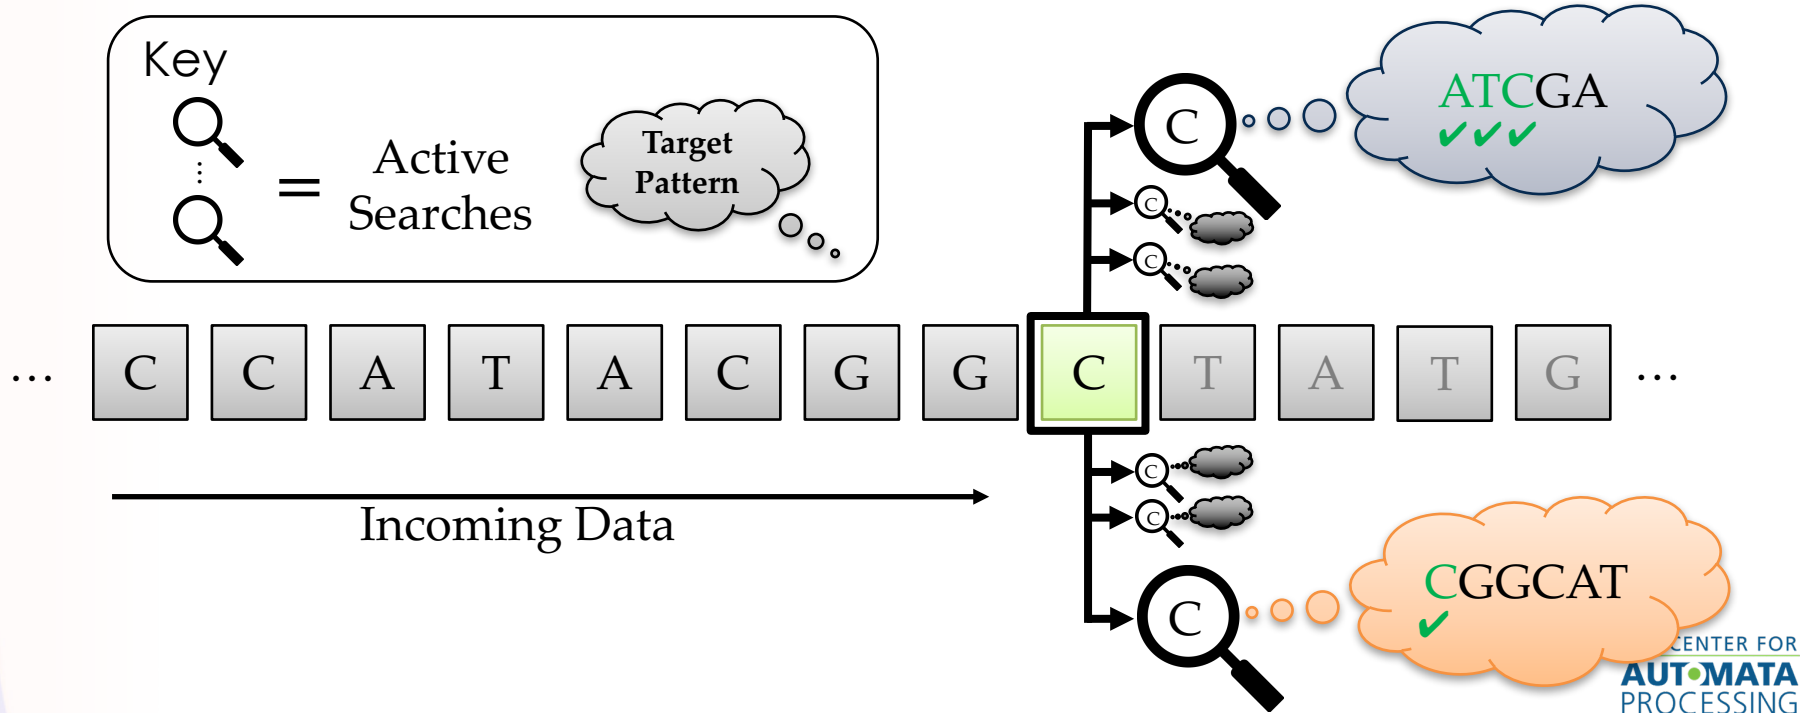 Key
⋮
=
Active
Searches
Target
Pattern
C
ATCGA
✔✔✔
C
C
... C C A T A C G G C T A T G ...
C
C
Incoming Data
C
CGGCAT
✔
CENTER FOR
AUTOMATA
PROCESSING